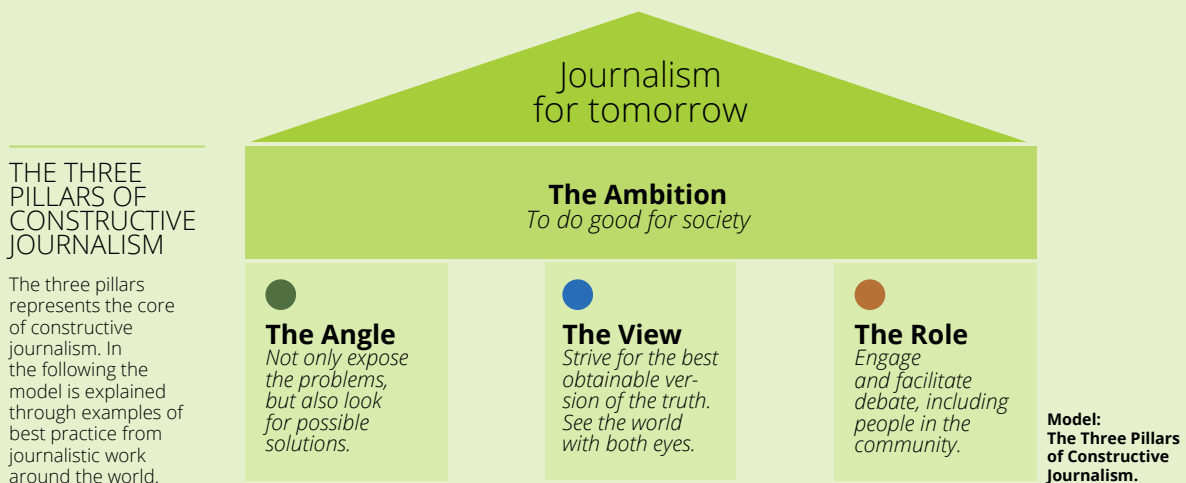 Journalism
for tomorrow
THE THREE
PILLARS OF
CONSTRUCTIVE
JOURNALISM
The three pillars
represents the core
of constructive
journalism. In
the following the
model is explained
through examples of
best practice from
journalistic work
around the world.
The Ambition
To do good for society
The Angle
Not only expose
the problems,
but also look
for possible
solutions.
The View
Strive for the best
obtainable ver-
sion of the truth.
See the world
with both eyes.
The Role
Engage
and facilitate
debate, including
people in the
community.
Model:
The Three Pillars
of Constructive
Journalism.